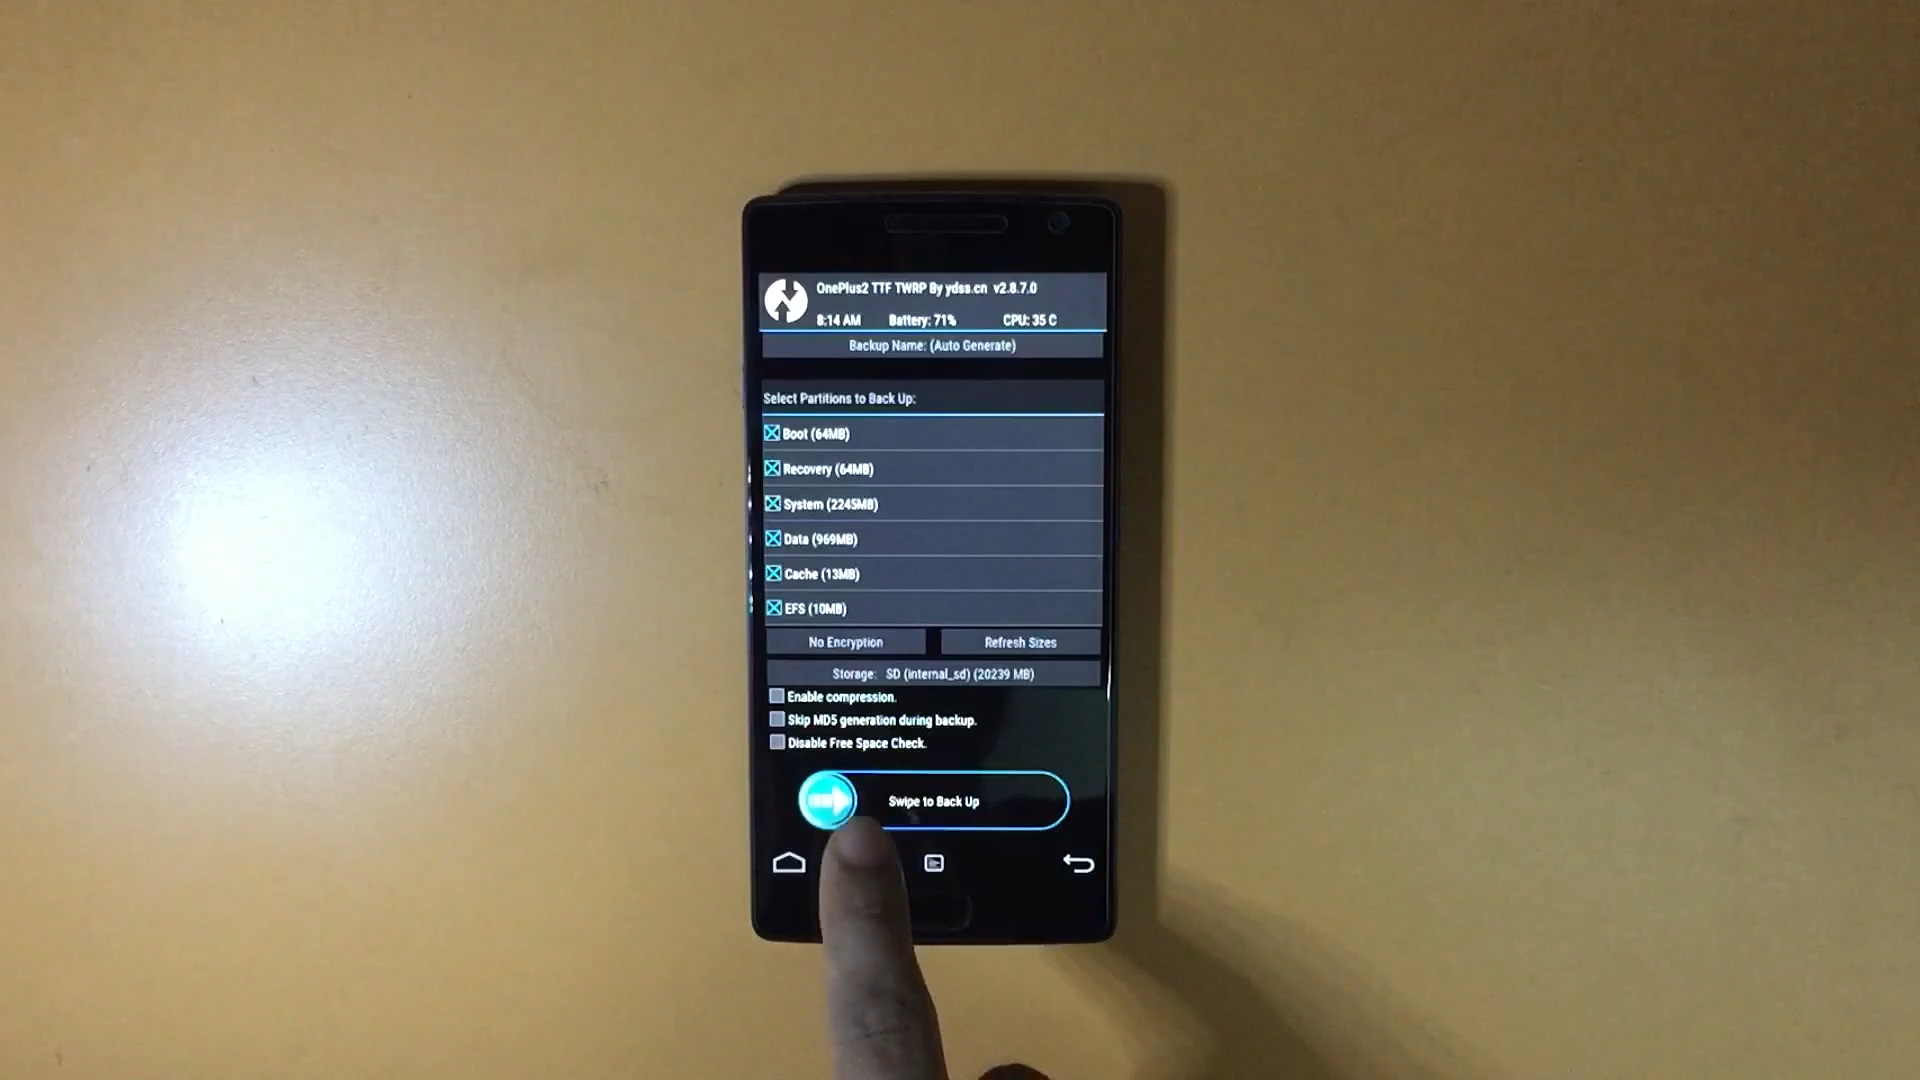 OnePlus2 TTF TWRP By ydss.cn v2.8.7.0
8:14 AM Battery: 71% CPU: 35 C
Backup Name: (Auto Generate)
Select Partitions to Back Up:
Boot (64MB)
Recovery (64MB)
System (2245MB)
Data (969MB)
Cache (13MB)
EFS (10MB)
No Encryption Refresh Sizes
Storage: SD (internal_sd) (20239 MB)
Enable compression.
Skip MD5 generation during backup.
Disable Free Space Check.
Swipe to Back Up